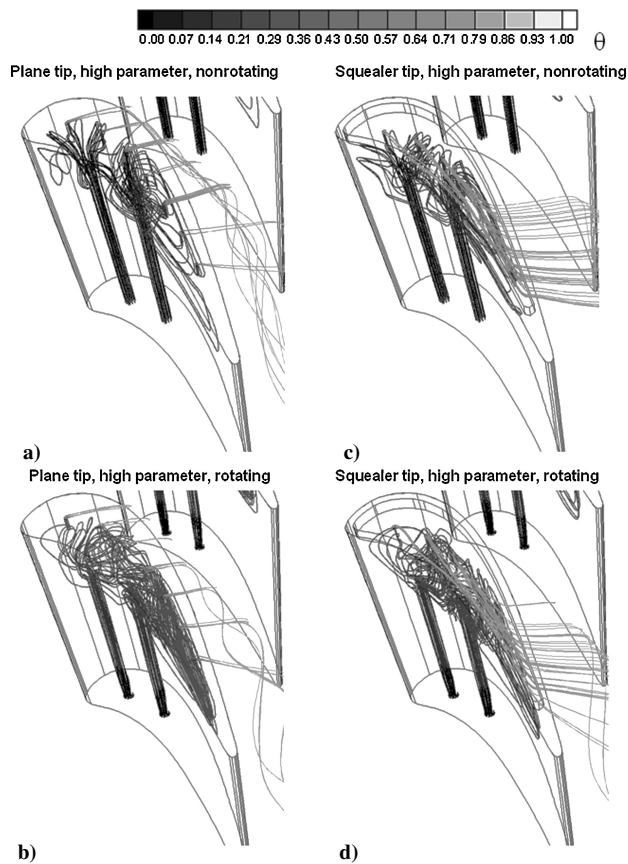 0.00 0.07 0.14 0.21 0.29 0.36 0.43 0.50 0.57 0.64 0.71 0.79 0.86 0.93 1.00 θ
Plane tip, high parameter, nonrotating
Squealer tip, high parameter, nonrotating
a)
c)
Plane tip, high parameter, rotating
Squealer tip, high parameter, rotating
b)
d)